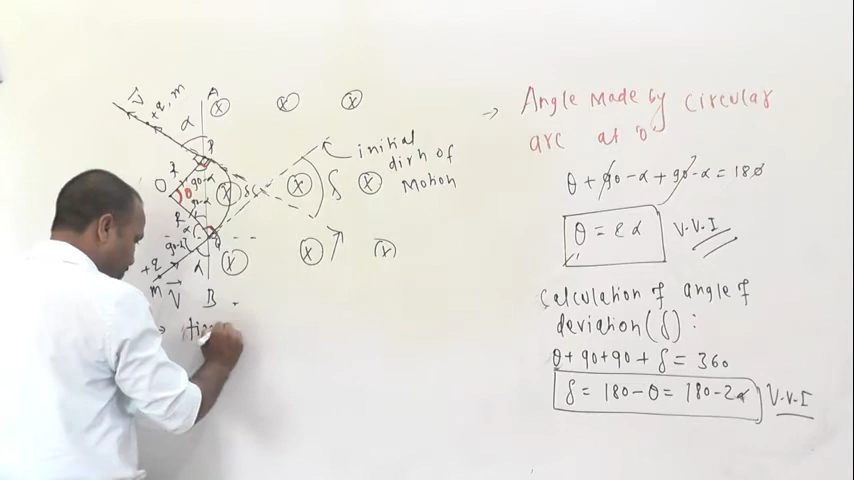 A
V
+q, m
α
P
(x) (x) (x)
initial
dirn of
Motion
R
90-α
O
θ
δ
(x) (x) (x)
90-α
R
α
90-α
α
(x) (x) (x)
+q
m
V
B
→ tim
→ Angle Made by circular
arc at 'O'
θ + 90 - α + 90 - α = 180
θ = 2α V.V.I
Calculation of angle of
deviation (δ) :
θ + 90 + 90 + δ = 360
δ = 180 - θ = 180 - 2α V.V.I